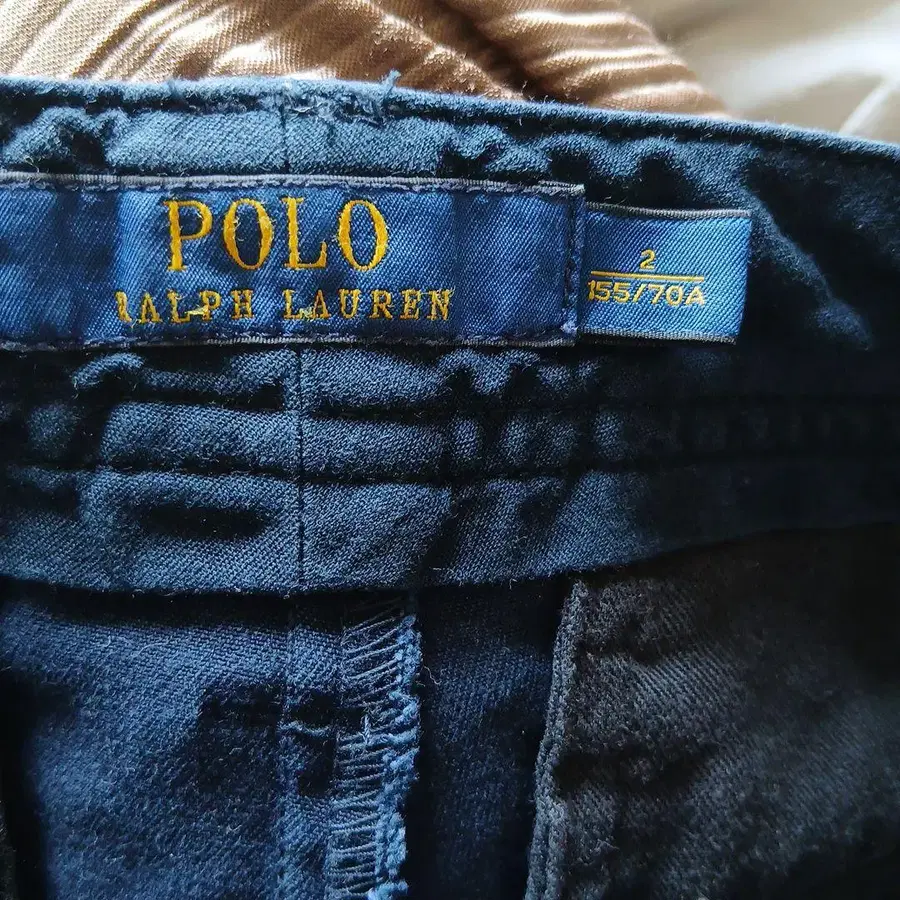 POLO
RALPH LAUREN
2
155/70A